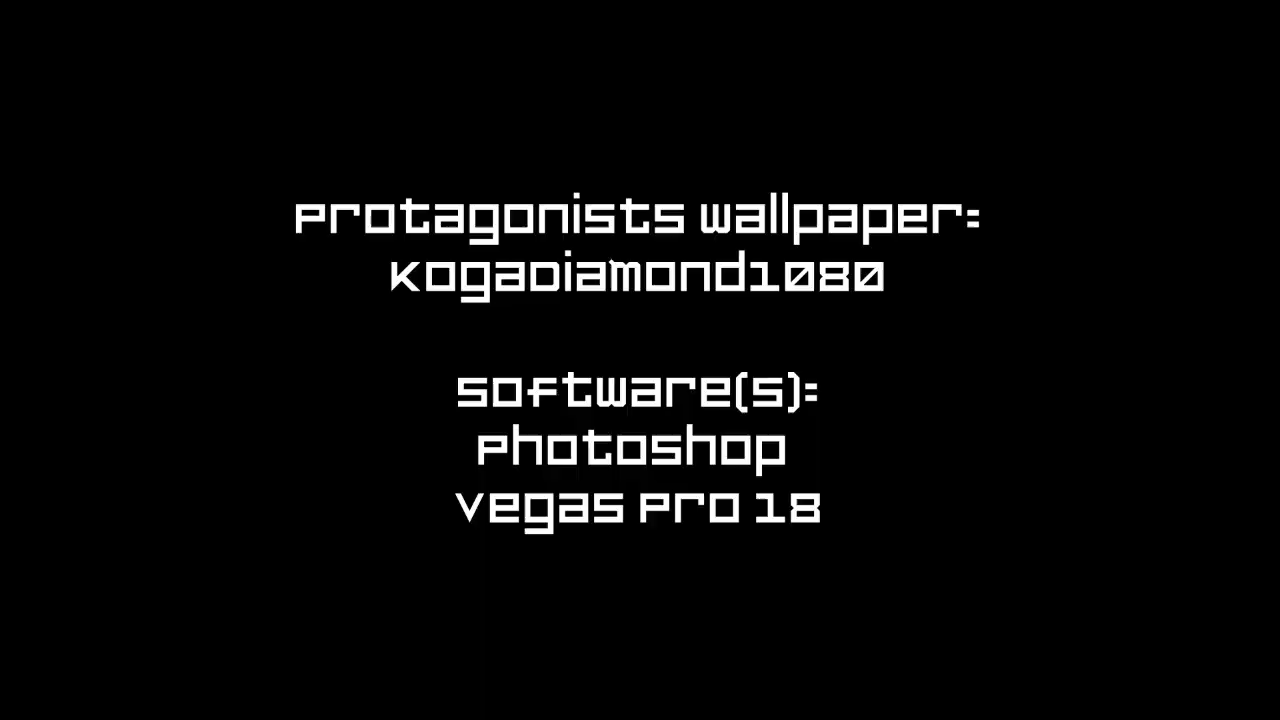 Protagonists Wallpaper:
KogaDiamond1080
Software(s):
Photoshop
Vegas Pro 18